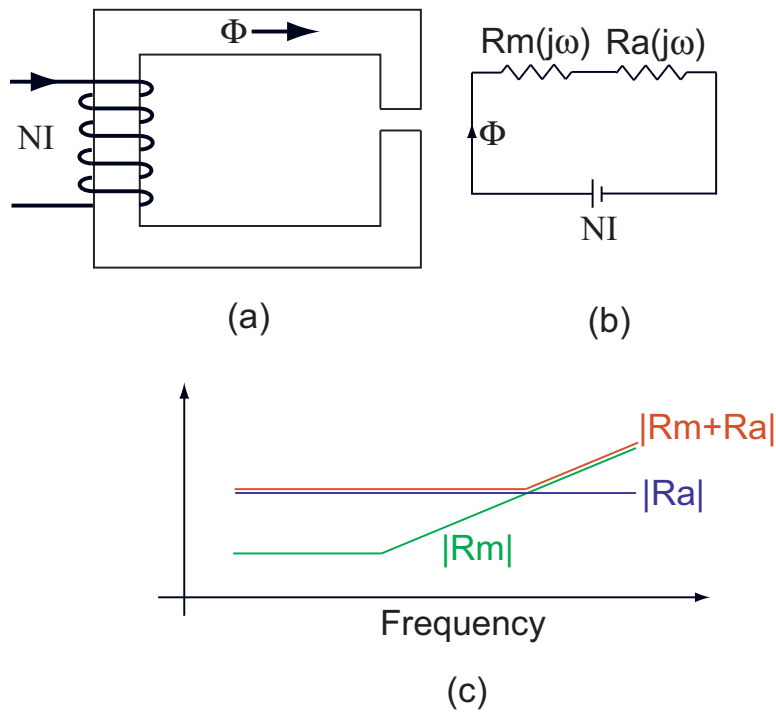 Φ
NI
(a)
Rm(jω) Ra(jω)
Φ
NI
(b)
|Rm+Ra|
|Ra|
|Rm|
Frequency
(c)